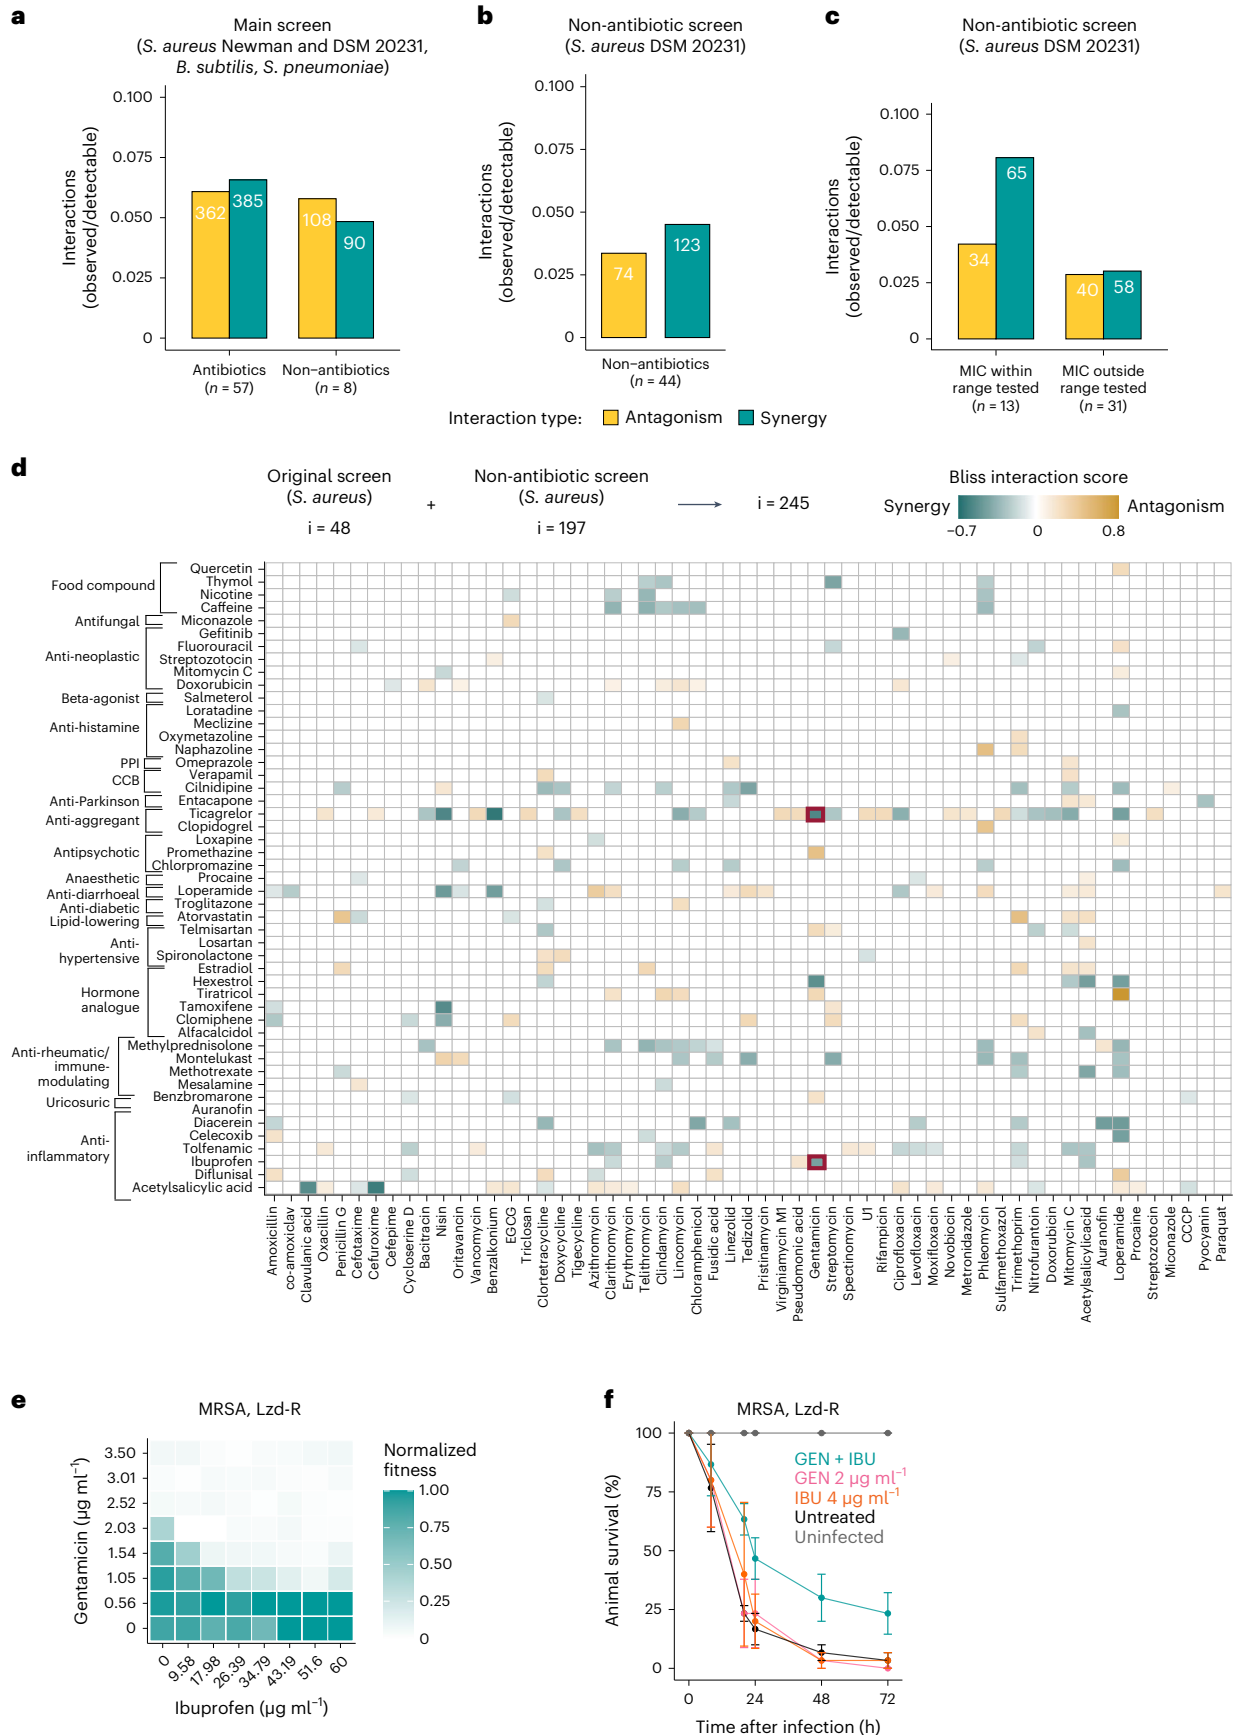 a
Main screen
(S. aureus Newman and DSM 20231,
B. subtilis, S. pneumoniae)
Interactions
(observed/detectable)
0.100
0.075
0.050
0.025
0
362
385
108
90
Antibiotics
(n = 57)
Non–antibiotics
(n = 8)
b
Non-antibiotic screen
(S. aureus DSM 20231)
Interactions
(observed/detectable)
0.100
0.075
0.050
0.025
0
74
123
Non–antibiotics
(n = 44)
c
Non-antibiotic screen
(S. aureus DSM 20231)
Interactions
(observed/detectable)
0.100
0.075
0.050
0.025
0
34
65
40
58
MIC within
range tested
(n = 13)
MIC outside
range tested
(n = 31)
Interaction type:
Antagonism
Synergy
d
Original screen
(S. aureus)
i = 48
+
Non-antibiotic screen
(S. aureus)
i = 197
i = 245
Bliss interaction score
Synergy
Antagonism
−0.7
0
0.8
Food compound
Antifungal
Anti-neoplastic
Beta-agonist
Anti-histamine
PPI
CCB
Anti-Parkinson
Anti-aggregant
Antipsychotic
Anaesthetic
Anti-diarrhoeal
Anti-diabetic
Lipid-lowering
Anti-
hypertensive
Hormone
analogue
Anti-rheumatic/
immune-
modulating
Uricosuric
Anti-
inflammatory
Quercetin
Thymol
Nicotine
Caffeine
Miconazole
Gefitinib
Fluorouracil
Streptozotocin
Mitomycin C
Doxorubicin
Salmeterol
Loratadine
Meclizine
Oxymetazoline
Naphazoline
Omeprazole
Verapamil
Cilnidipine
Entacapone
Ticagrelor
Clopidogrel
Loxapine
Promethazine
Chlorpromazine
Procaine
Loperamide
Troglitazone
Atorvastatin
Telmisartan
Losartan
Spironolactone
Estradiol
Hexestrol
Tiratricol
Tamoxifene
Clomiphene
Alfacalcidol
Methylprednisolone
Montelukast
Methotrexate
Mesalamine
Benzbromarone
Auranofin
Diacerein
Celecoxib
Tolfenamic
Ibuprofen
Diflunisal
Acetylsalicylic acid
Amoxicillin
co-amoxiclav
Clavulanic acid
Oxacillin
Penicillin G
Cefotaxime
Cefuroxime
Cefepime
Cycloserine D
Bacitracin
Nisin
Oritavancin
Vancomycin
Benzalkonium
EGCG
Triclosan
Clortetracycline
Doxycycline
Tigecycline
Azithromycin
Clarithromycin
Erythromycin
Telithromycin
Clindamycin
Lincomycin
Chloramphenicol
Fusidic acid
Linezolid
Tedizolid
Pristinamycin
Virginiamycin M1
Pseudomonic acid
Gentamicin
Streptomycin
Spectinomycin
U1
Rifampicin
Ciprofloxacin
Levofloxacin
Moxifloxacin
Novobiocin
Metronidazole
Phleomycin
Sulfamethoxazol
Trimethoprim
Nitrofurantoin
Doxorubicin
Mitomycin C
Acetylsalicylicacid
Auranofin
Loperamide
Procaine
Streptozotocin
Miconazole
CCCP
Pyocyanin
Paraquat
e
MRSA, Lzd-R
Gentamicin (µg ml−1)
3.50
3.01
2.52
2.03
1.54
1.05
0.56
0
0
9.58
17.98
26.39
34.79
43.19
51.6
60
Ibuprofen (µg ml−1)
Normalized
fitness
1.00
0.75
0.50
0.25
0
f
MRSA, Lzd-R
Animal survival (%)
100
75
50
25
0
GEN + IBU
GEN 2 µg ml−1
IBU 4 µg ml−1
Untreated
Uninfected
0
24
48
72
Time after infection (h)